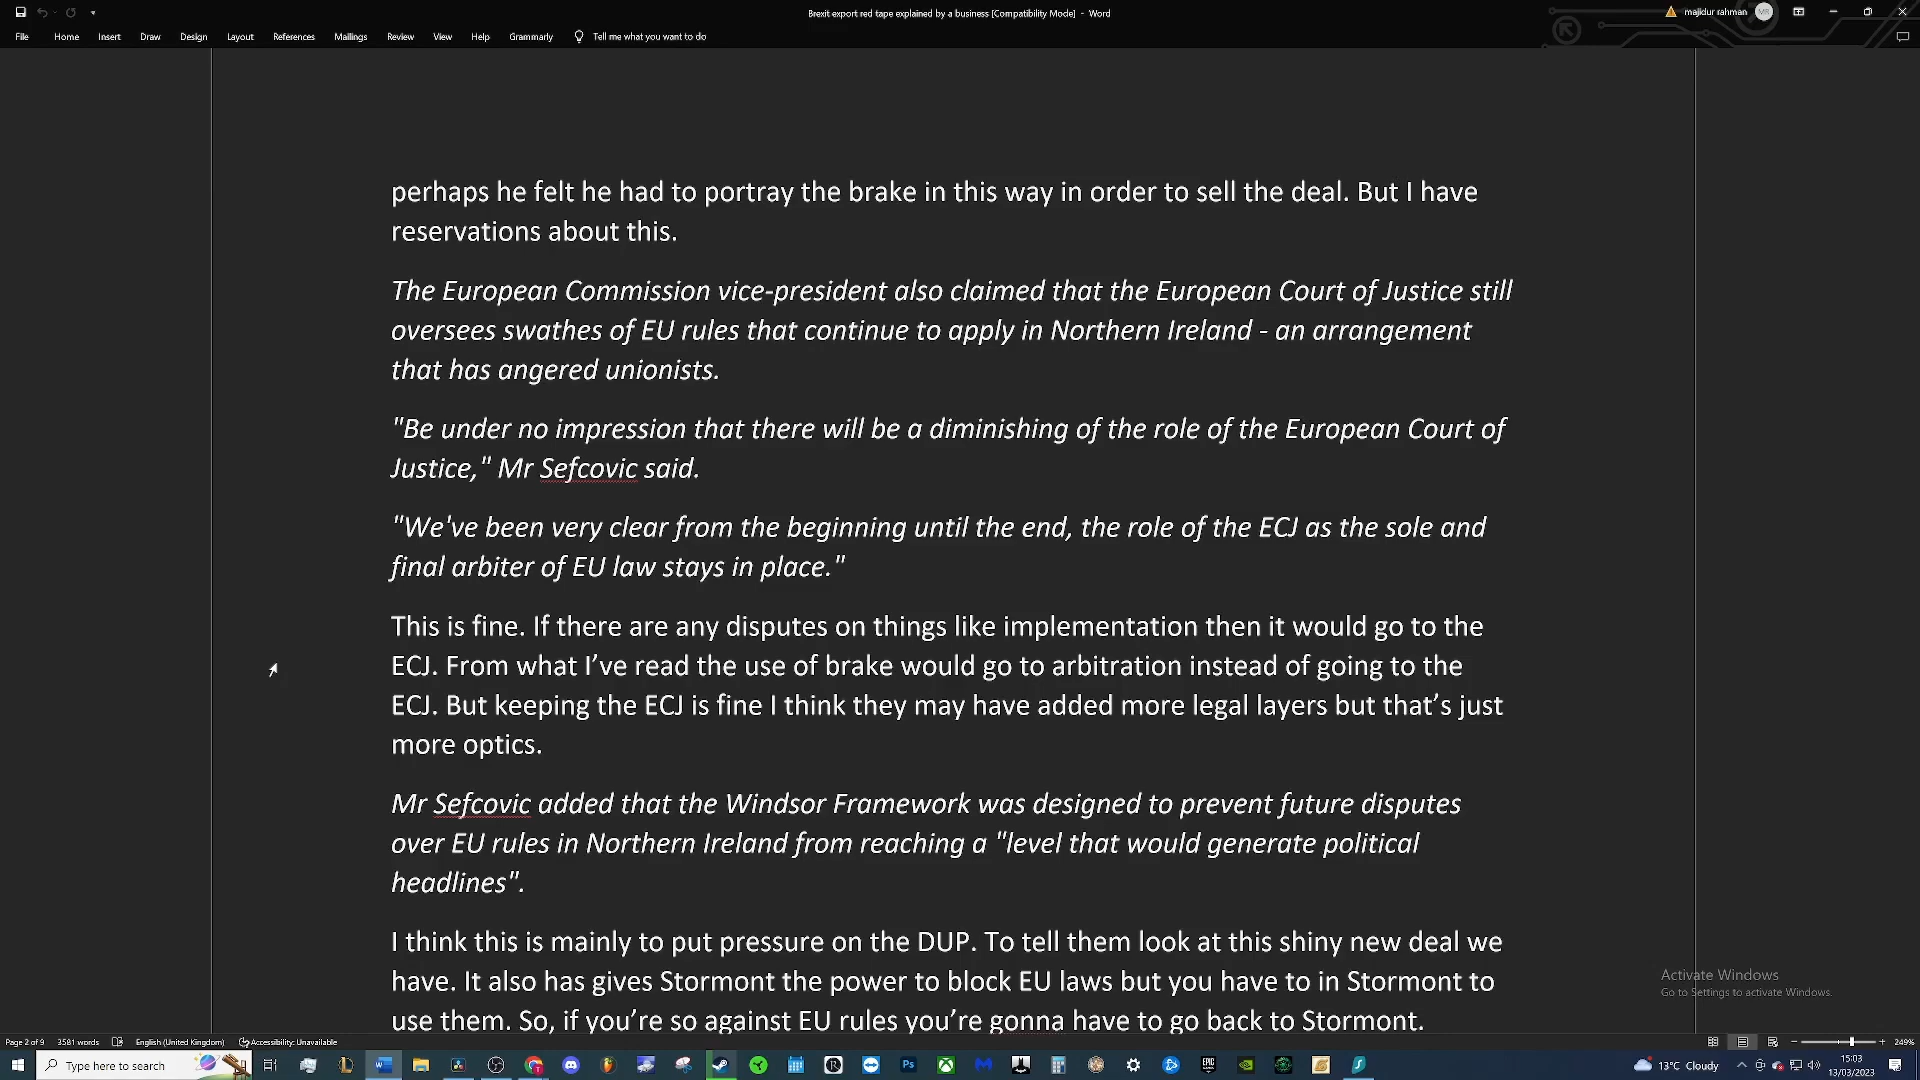 Brexit export red tape explained by a business [Compatibility Mode] - Word
majidur rahman
MR
File Home Insert Draw Design Layout References Mailings Review View Help Grammarly Tell me what you want to do
perhaps he felt he had to portray the brake in this way in order to sell the deal. But I have
reservations about this.
The European Commission vice-president also claimed that the European Court of Justice still
oversees swathes of EU rules that continue to apply in Northern Ireland - an arrangement
that has angered unionists.
"Be under no impression that there will be a diminishing of the role of the European Court of
Justice," Mr Sefcovic said.
"We've been very clear from the beginning until the end, the role of the ECJ as the sole and
final arbiter of EU law stays in place."
This is fine. If there are any disputes on things like implementation then it would go to the
ECJ. From what I’ve read the use of brake would go to arbitration instead of going to the
ECJ. But keeping the ECJ is fine I think they may have added more legal layers but that’s just
more optics.
Mr Sefcovic added that the Windsor Framework was designed to prevent future disputes
over EU rules in Northern Ireland from reaching a "level that would generate political
headlines".
I think this is mainly to put pressure on the DUP. To tell them look at this shiny new deal we
have. It also has gives Stormont the power to block EU laws but you have to in Stormont to
use them. So, if you’re so against EU rules you’re gonna have to go back to Stormont.
Activate Windows
Go to Settings to activate Windows.
Page 2 of 9 3581 words English (United Kingdom) Accessibility: Unavailable 249%
Type here to search
13°C Cloudy
15:03
13/03/2023